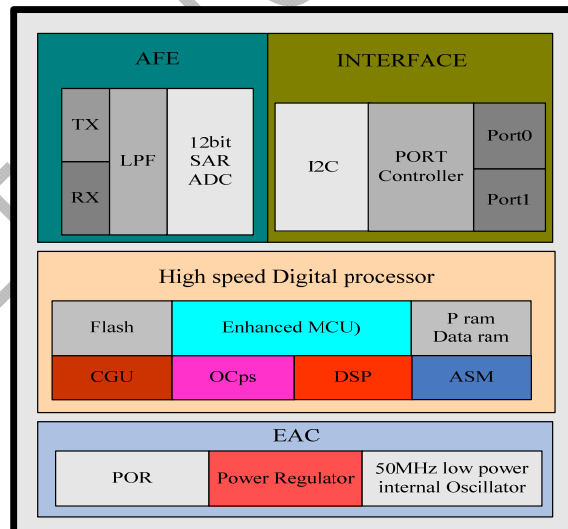 AFE
INTERFACE
TX
RX
LPF
12bit
SAR
ADC
I2C
PORT
Controller
Port0
Port1
High speed Digital processor
Flash
Enhanced MCU)
P ram
Data ram
CGU
OCps
DSP
ASM
EAC
POR
Power Regulator
50MHz low power
internal Oscillator